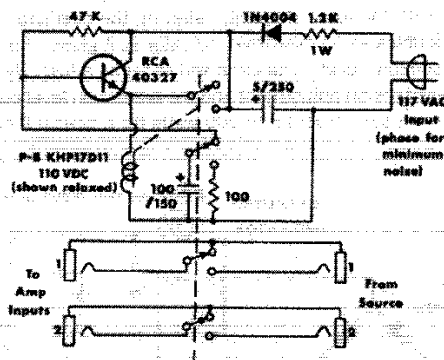 47 K
1N4004
1.2K
1W
RCA
40327
5/250
+
117 VAC
Input
(phase for
minimum
noise)
P-B KHP17D11
110 VDC
(shown relaxed)
+
100
/150
100
1
To
Amp
Inputs
2
1
From
Source
2